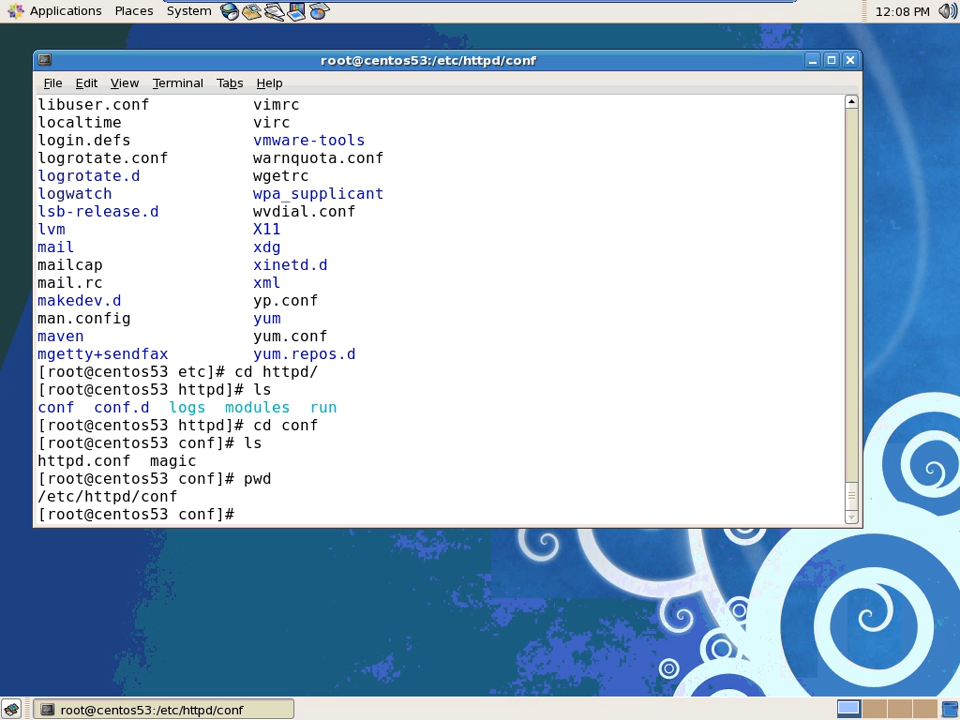 Applications Places System 12:08 PM
root@centos53:/etc/httpd/conf
File Edit View Terminal Tabs Help
libuser.conf vimrc
localtime virc
login.defs vmware-tools
logrotate.conf warnquota.conf
logrotate.d wgetrc
logwatch wpa_supplicant
lsb-release.d wvdial.conf
lvm X11
mail xdg
mailcap xinetd.d
mail.rc xml
makedev.d yp.conf
man.config yum
maven yum.conf
mgetty+sendfax yum.repos.d
[root@centos53 etc]# cd httpd/
[root@centos53 httpd]# ls
conf conf.d logs modules run
[root@centos53 httpd]# cd conf
[root@centos53 conf]# ls
httpd.conf magic
[root@centos53 conf]# pwd
/etc/httpd/conf
[root@centos53 conf]#
root@centos53:/etc/httpd/conf